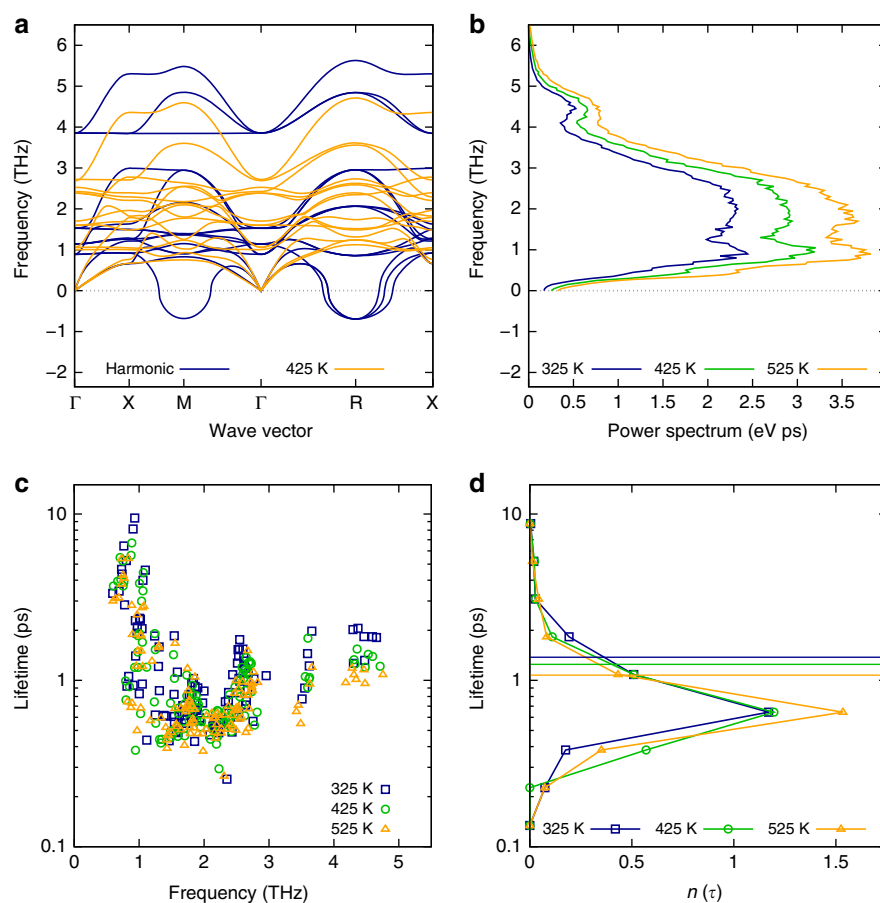 a
6
5
4
3
2
1
0
−1
−2
Frequency (THz)
Harmonic 425 K
Γ X M Γ R X
Wave vector
b
6
5
4
3
2
1
0
−1
−2
Frequency (THz)
325 K 425 K 525 K
0.5 1 1.5 2 2.5 3 3.5
Power spectrum (eV ps)
c
10
1
0.1
Lifetime (ps)
325 K
425 K
525 K
0 1 2 3 4 5
Frequency (THz)
d
10
1
0.1
Lifetime (ps)
325 K 425 K 525 K
0 0.5 1 1.5
n (τ)